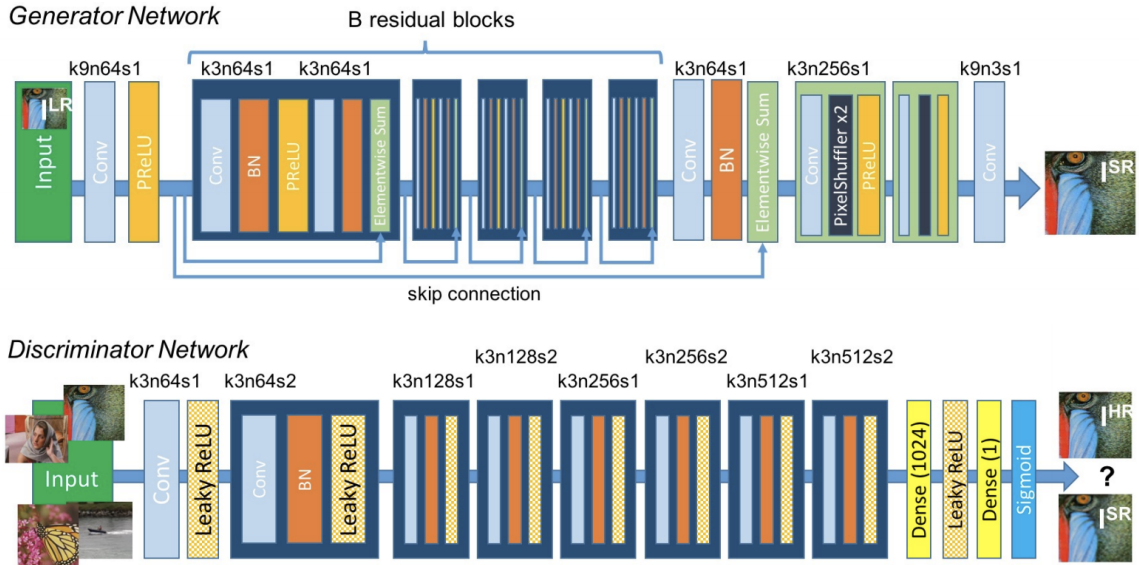 Generator Network
B residual blocks
k9n64s1
k3n64s1
k3n64s1
k3n64s1
k3n256s1
k9n3s1
I^LR
Input
Conv
PReLU
Conv
BN
PReLU
Elementwise Sum
Conv
BN
Elementwise Sum
Conv
PixelShuffler x2
PReLU
Conv
I^SR
skip connection
Discriminator Network
k3n128s2
k3n256s2
k3n512s2
k3n64s1
k3n64s2
k3n128s1
k3n256s1
k3n512s1
Input
Conv
Leaky ReLU
Conv
BN
Leaky ReLU
Dense (1024)
Leaky ReLU
Dense (1)
Sigmoid
I^HR
?
I^SR